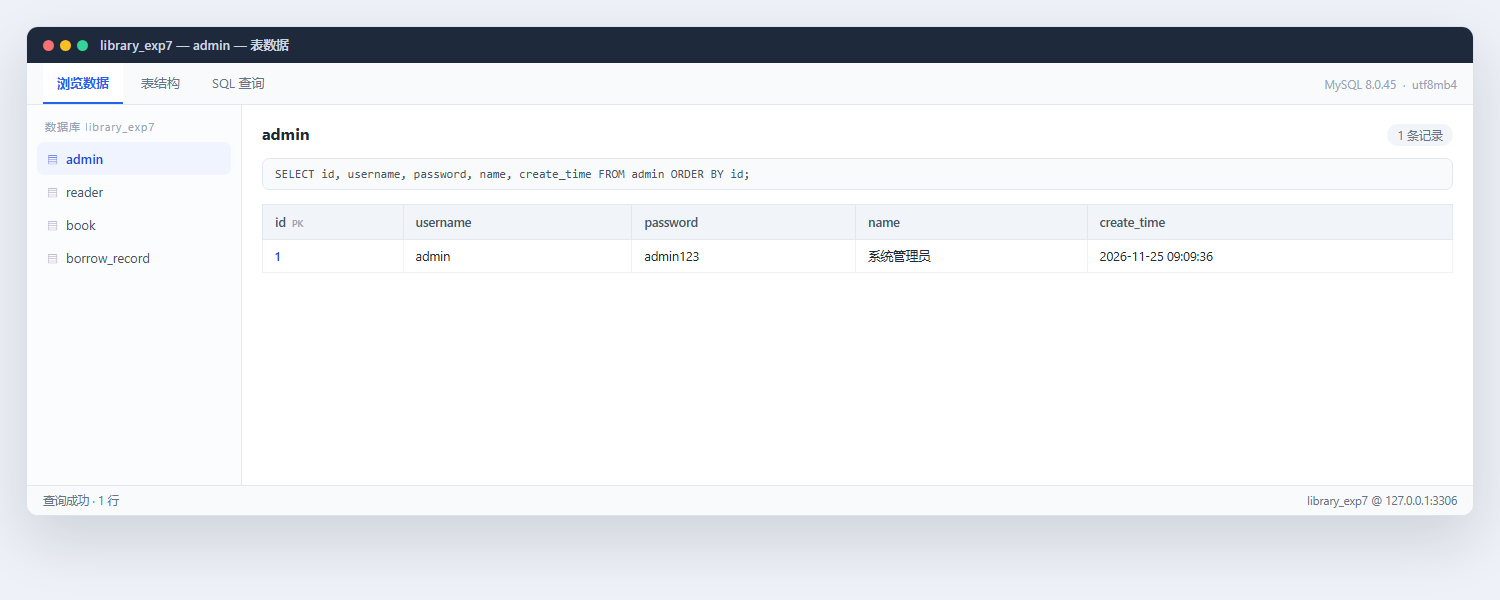 library_exp7 — admin — 表数据
浏览数据 表结构 SQL 查询 MySQL 8.0.45 · utf8mb4
数据库 library_exp7
admin
reader
book
borrow_record
admin 1 条记录
SELECT id, username, password, name, create_time FROM admin ORDER BY id;
id PK username password name create_time
1 admin admin123 系统管理员 2026-11-25 09:09:36
查询成功 · 1 行 library_exp7 @ 127.0.0.1:3306